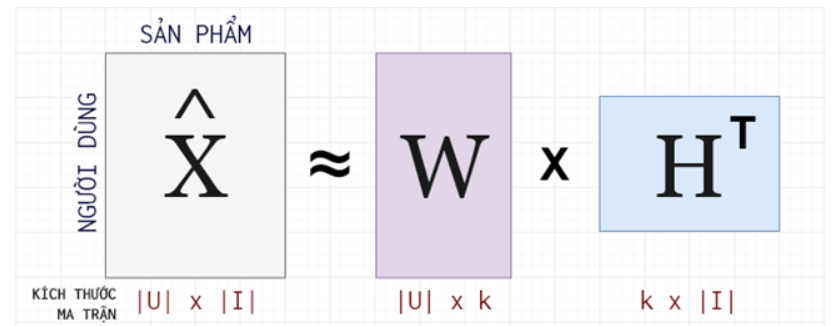 SẢN PHẨM
NGƯỜI DÙNG
X̂ ≈ W x Hᵀ
KÍCH THƯỚC
MA TRẬN
|U| x |I|
|U| x k
k x |I|